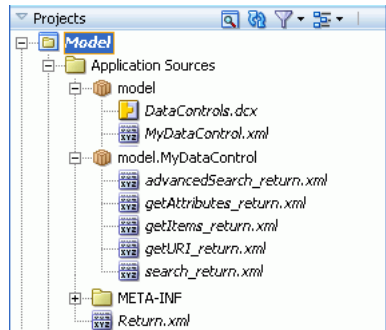 Projects
Model
Application Sources
model
DataControls.dcx
MyDataControl.xml
model.MyDataControl
advancedSearch_return.xml
getAttributes_return.xml
getItems_return.xml
getURI_return.xml
search_return.xml
META-INF
Return.xml